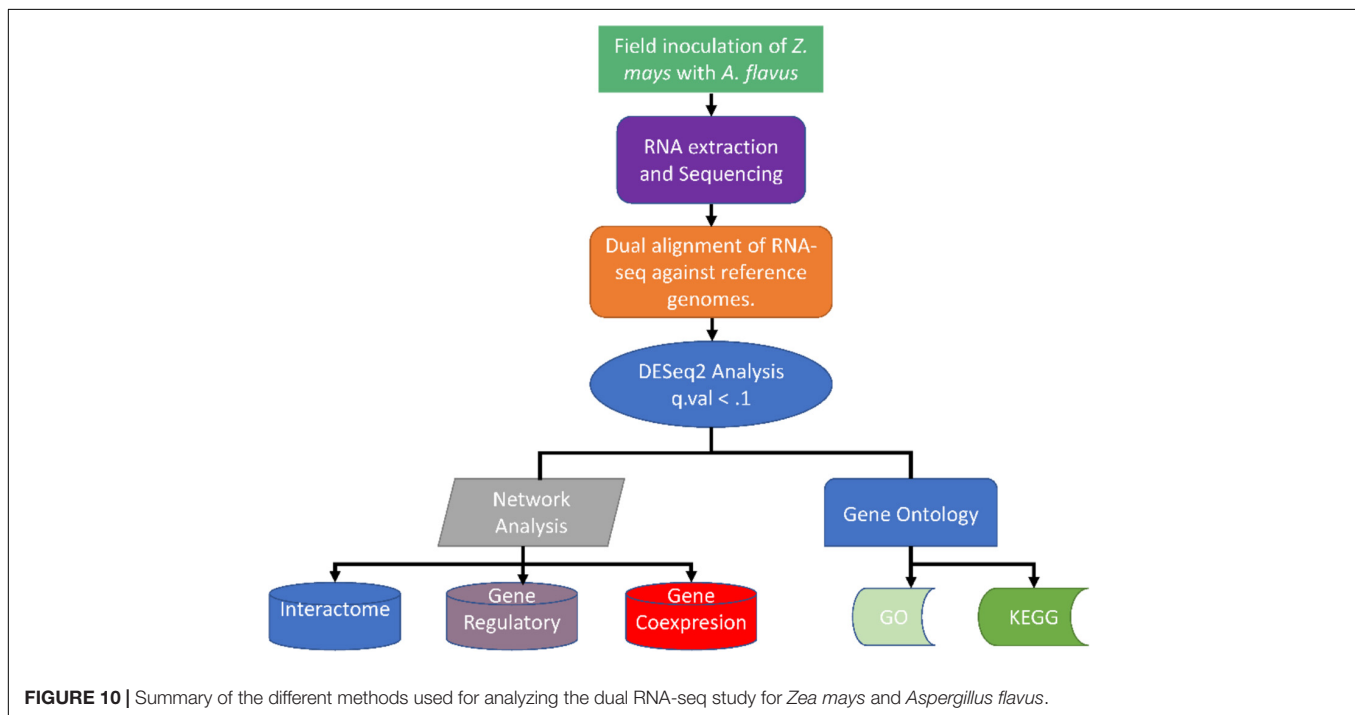 Field inoculation of Z.
mays with A. flavus
RNA extraction
and Sequencing
Dual alignment of RNA-
seq against reference
genomes.
DESeq2 Analysis
q.val < .1
Network
Analysis
Gene Ontology
Interactome
Gene
Regulatory
Gene
Coexpresion
GO
KEGG
FIGURE 10 | Summary of the different methods used for analyzing the dual RNA-seq study for Zea mays and Aspergillus flavus.